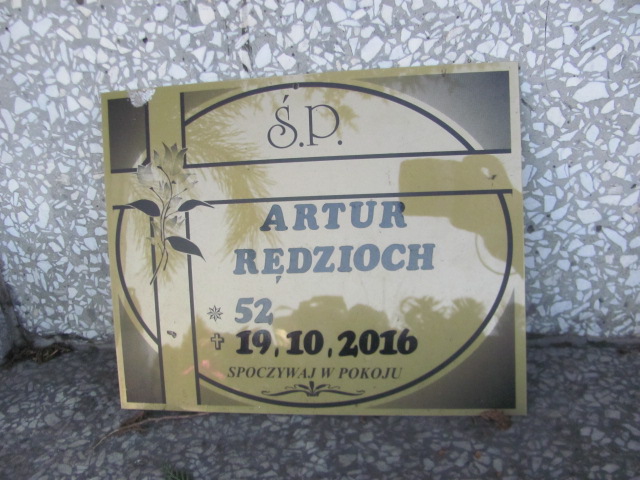 Ś.P.
ARTUR
RĘDZIOCH
52
19.10.2016
SPOCZYWAJ W POKOJU